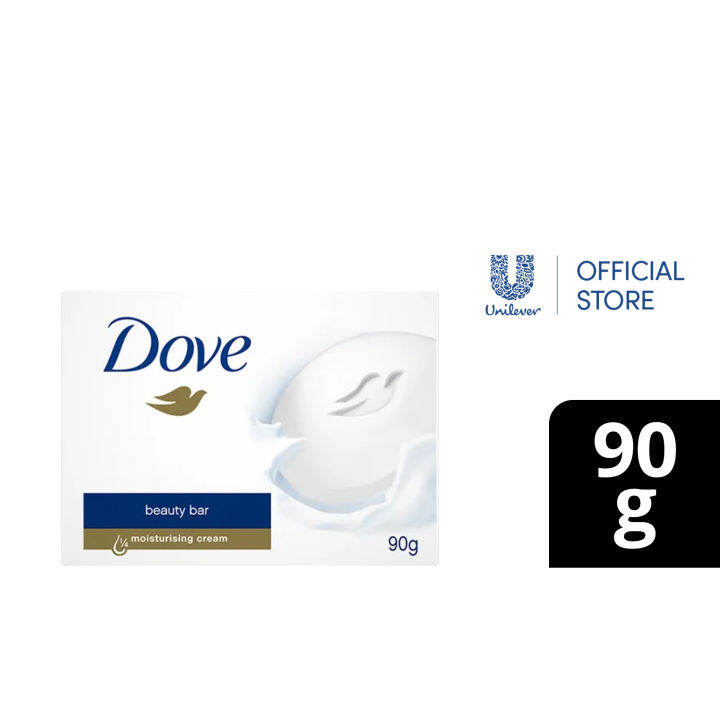 Dove
beauty bar
1/4 moisturising cream
90g
Unilever
OFFICIAL
STORE
90
g